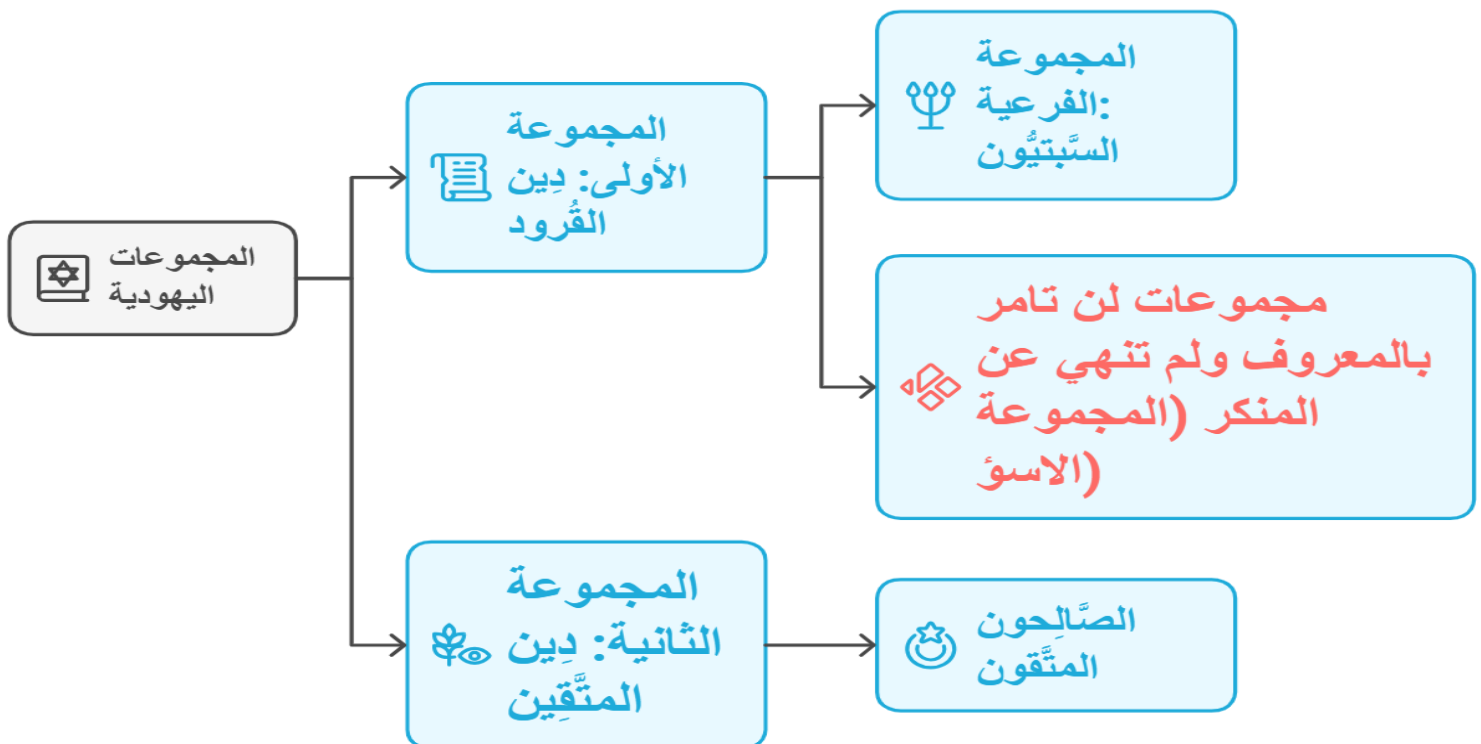 المجموعات
اليهودية
المجموعة
الأولى: دِين
القُرود
المجموعة
الفرعية:
السَّبتيُّون
مجموعات لن تامر
بالمعروف ولم تنهي عن
المنكر (المجموعة
الاسوؤ)
المجموعة
الثانية: دِين
المتَّقِين
الصَّالِحون
المتَّقون